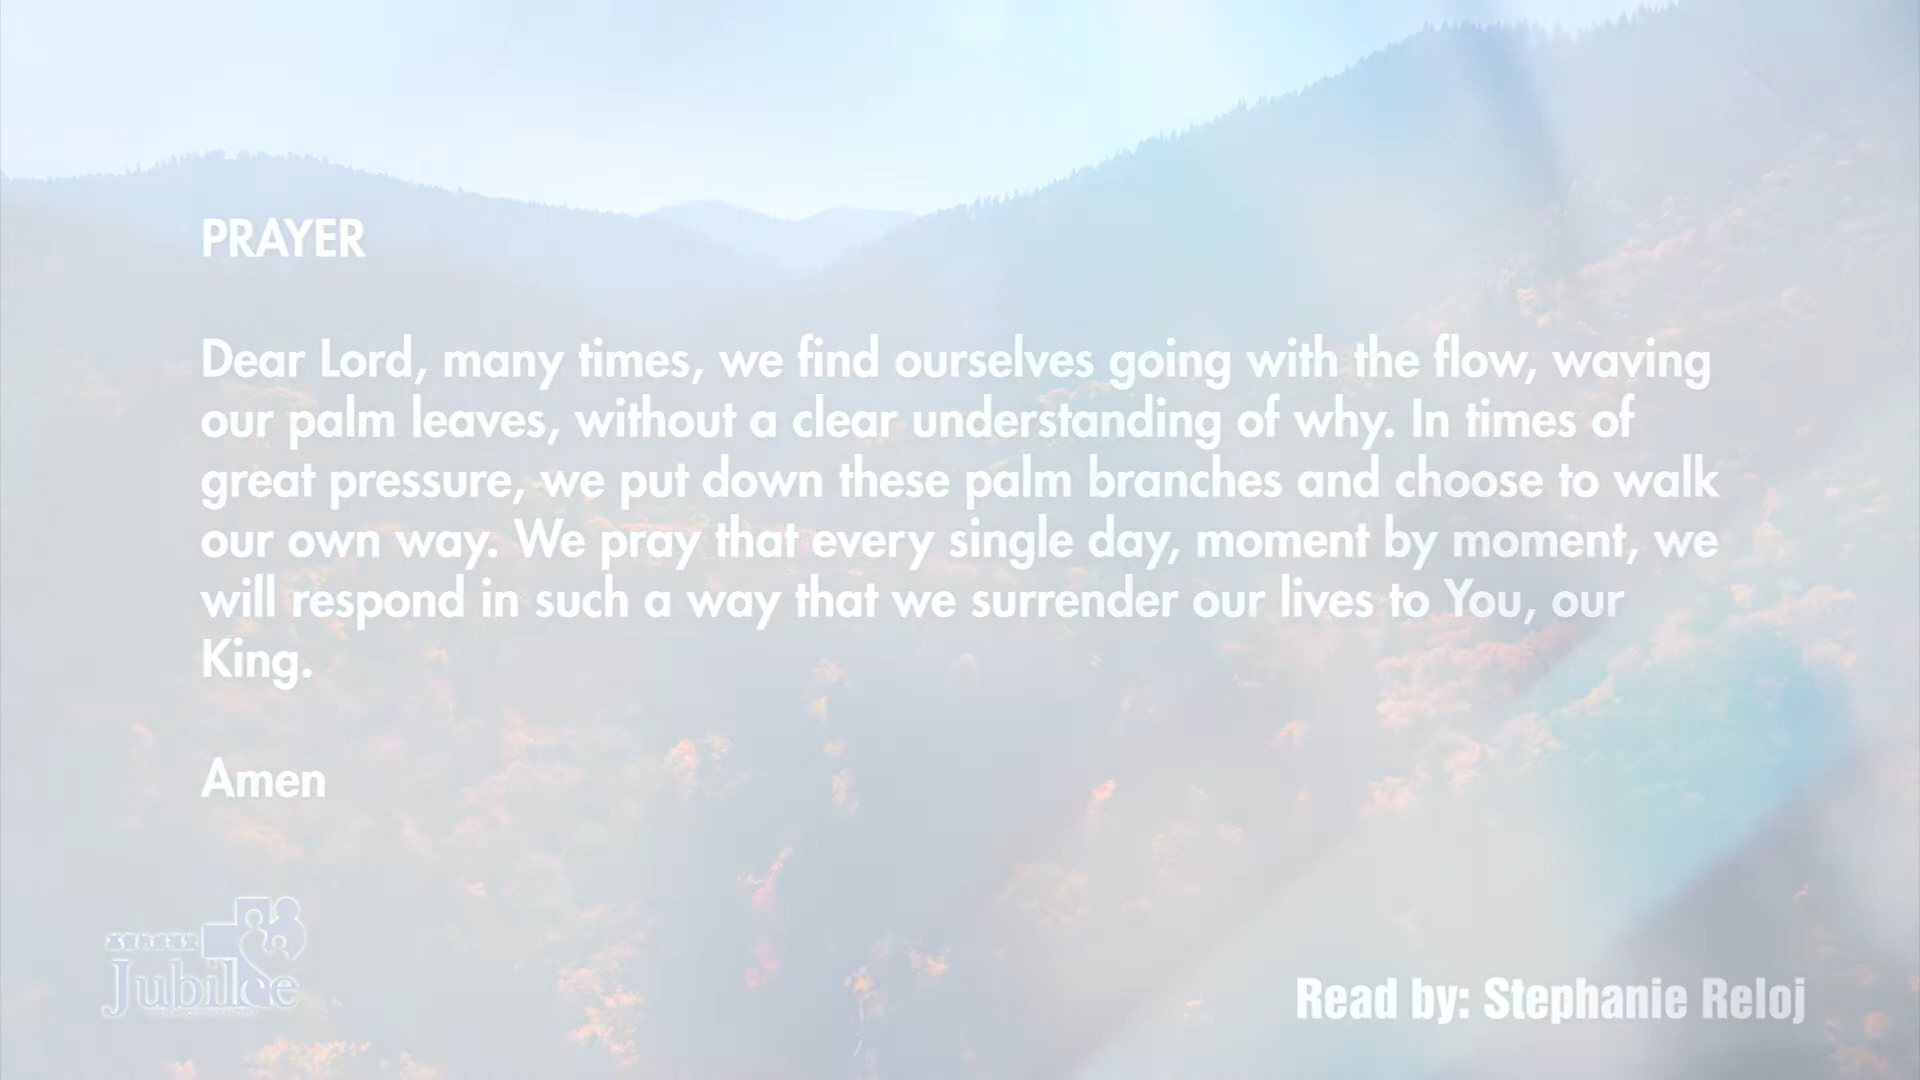 PRAYER
Dear Lord, many times, we find ourselves going with the flow, waving
our palm leaves, without a clear understanding of why. In times of
great pressure, we put down these palm branches and choose to walk
our own way. We pray that every single day, moment by moment, we
will respond in such a way that we surrender our lives to You, our
King.
Amen
Jubilee
Read by: Stephanie Reloj